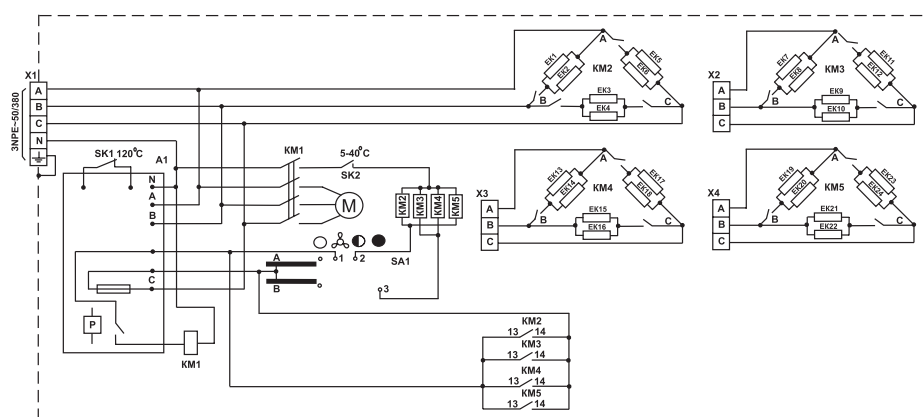 X1
3NPE~50/380
A
B
C
N
SK1 120°C
A1
N
A
B
C
P
KM1
KM1
5-40°C
SK2
M
KM2
KM3
KM4
KM5
A
B
1
2
SA1
3
A
EK1
EK2
KM2
EK5
EK6
B
EK3
EK4
C
X2
A
B
C
A
EK7
EK8
KM3
EK11
EK12
B
EK9
EK10
C
X3
A
B
C
A
EK13
EK14
KM4
EK17
EK18
B
EK15
EK16
C
X4
A
B
C
A
EK19
EK20
KM5
EK23
EK24
B
EK21
EK22
C
KM2
13 14
KM3
13 14
KM4
13 14
KM5
13 14